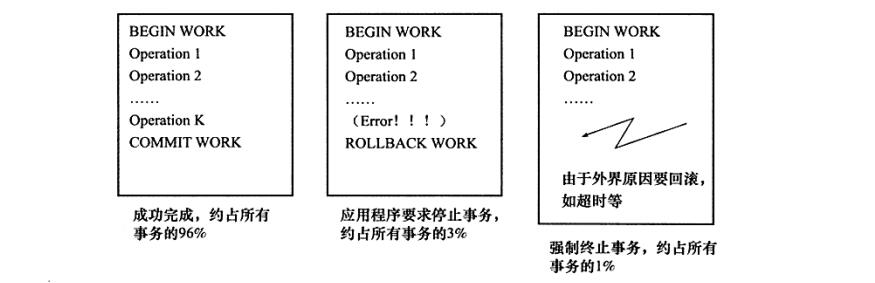 BEGIN WORK
Operation 1
Operation 2
……
Operation K
COMMIT WORK
成功完成，约占所有
事务的96%
BEGIN WORK
Operation 1
Operation 2
……
（Error！！！）
ROLLBACK WORK
应用程序要求停止事务，
约占所有事务的3%
BEGIN WORK
Operation 1
Operation 2
……
由于外界原因要回滚，
如超时等
强制终止事务，约占所有
事务的1%